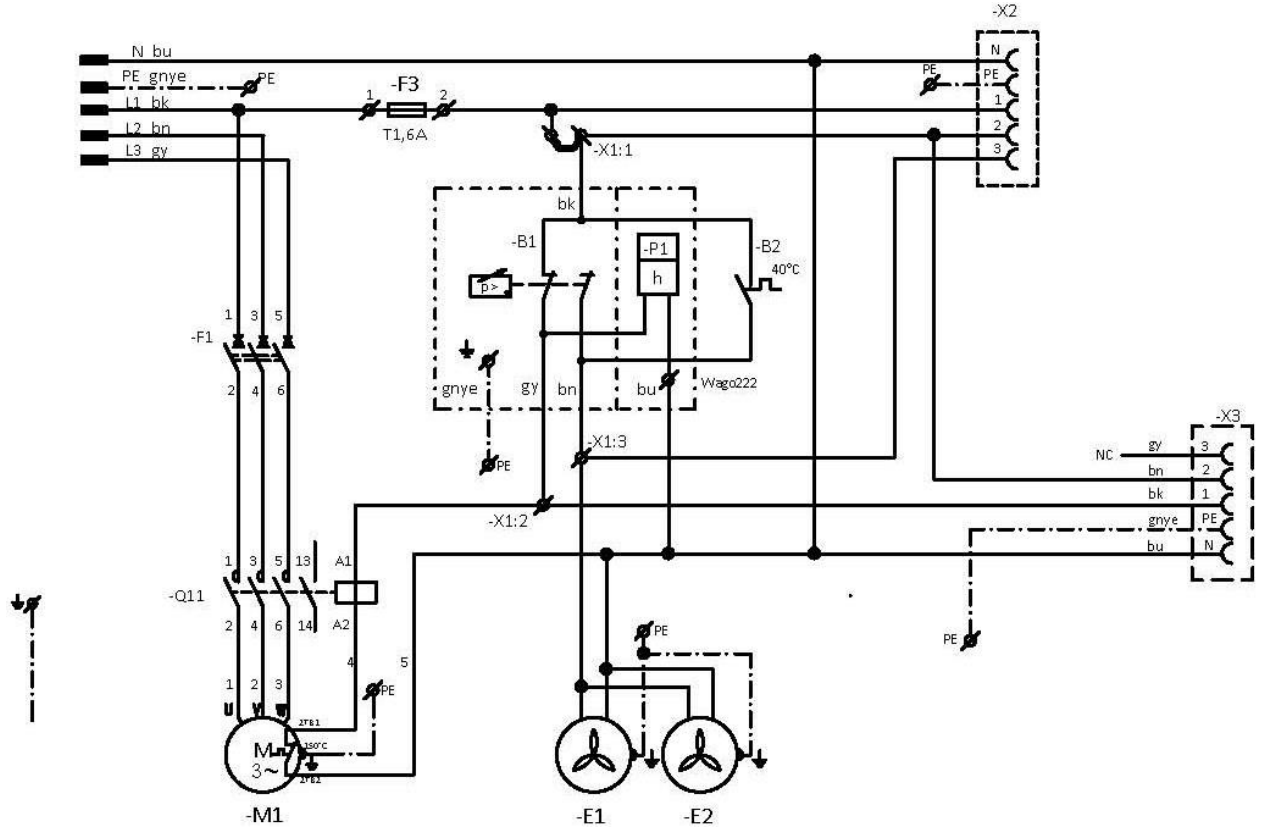 -X2
N bu
N
PE gnye
PE
PE
PE
L1 bk
1
-F3
2
1
L2 bn
T1,6A
2
-X1:1
L3 gy
3
bk
-B1
-P1
-B2
h
40°C
p>
1 3 5
-F1
2 4 6
gnye
gy
bn
bu
Wago222
-X3
-X1:3
NC
gy
3
PE
bn
2
-X1:2
bk
1
gnye
PE
bu
N
1 3 5 13 A1
-Q11
2 4 6 14 A2
PE
PE
4
5
1 2 3
PE
U V W
2TB1
M
150°C
3~
2TB2
-M1
-E1
-E2